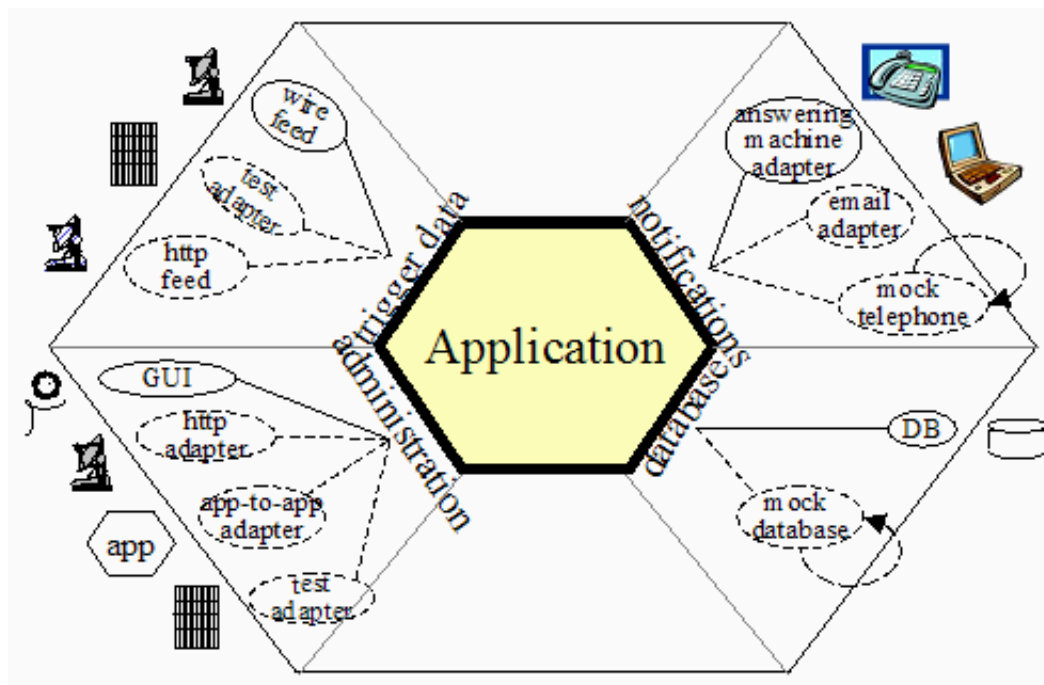 wire
feed
test
adapter
http
feed
trigger data
notifications
answering
machine
adapter
email
adapter
mock
telephone
Application
administration
database
GUI
http
adapter
app-to-app
adapter
app
test
adapter
DB
mock
database